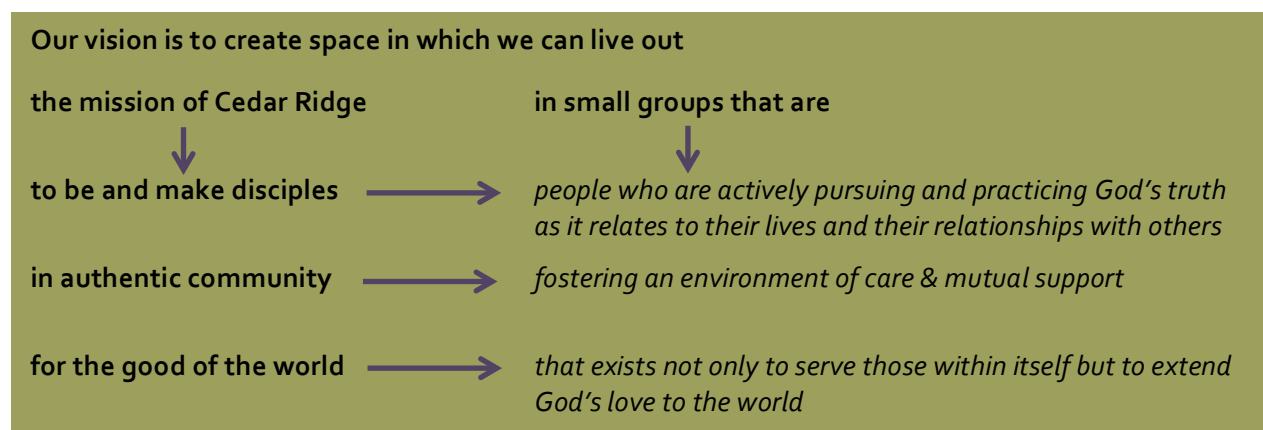 Our vision is to create space in which we can live out
the mission of Cedar Ridge
in small groups that are
to be and make disciples
people who are actively pursuing and practicing God's truth
as it relates to their lives and their relationships with others
in authentic community
fostering an environment of care & mutual support
for the good of the world
that exists not only to serve those within itself but to extend
God's love to the world